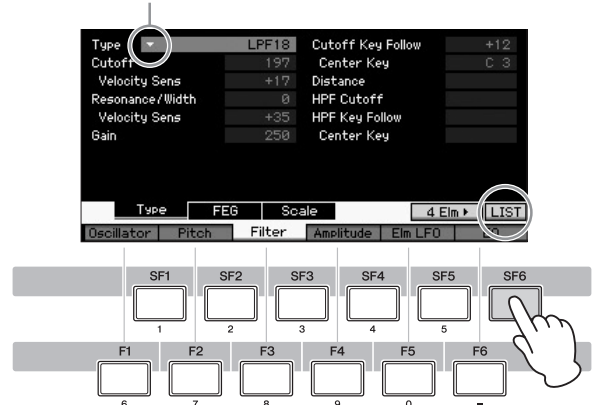 Type LPF18 Cutoff Key Follow +12
Cutoff 197 Center Key C 3
Velocity Sens +17 Distance
Resonance/Width 0 HPF Cutoff
Velocity Sens +35 HPF Key Follow
Gain 250 Center Key
Type FEG Scale 4 Elm LIST
Oscillator Pitch Filter Amplitude Elm LFO EQ
SF1 SF2 SF3 SF4 SF5 SF6
1 2 3 4 5
F1 F2 F3 F4 F5 F6
6 7 8 9 0 -